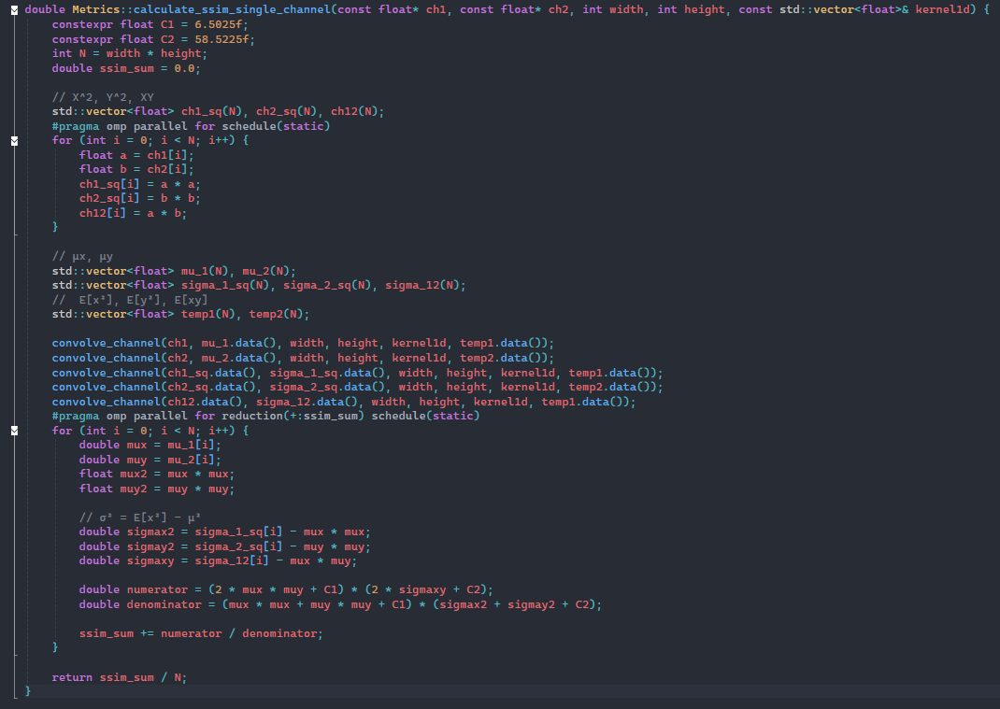 double Metrics::calculate_ssim_single_channel(const float* ch1, const float* ch2, int width, int height, const std::vector<float>& kernel1d) {
    constexpr float C1 = 6.5025f;
    constexpr float C2 = 58.5225f;
    int N = width * height;
    double ssim_sum = 0.0;

    // X^2, Y^2, XY
    std::vector<float> ch1_sq(N), ch2_sq(N), ch12(N);
    #pragma omp parallel for schedule(static)
    for (int i = 0; i < N; i++) {
        float a = ch1[i];
        float b = ch2[i];
        ch1_sq[i] = a * a;
        ch2_sq[i] = b * b;
        ch12[i] = a * b;
    }

    // μx, μy
    std::vector<float> mu_1(N), mu_2(N);
    std::vector<float> sigma_1_sq(N), sigma_2_sq(N), sigma_12(N);
    //  E[x²], E[y²], E[xy]
    std::vector<float> temp1(N), temp2(N);

    convolve_channel(ch1, mu_1.data(), width, height, kernel1d, temp1.data());
    convolve_channel(ch2, mu_2.data(), width, height, kernel1d, temp2.data());
    convolve_channel(ch1_sq.data(), sigma_1_sq.data(), width, height, kernel1d, temp1.data());
    convolve_channel(ch2_sq.data(), sigma_2_sq.data(), width, height, kernel1d, temp2.data());
    convolve_channel(ch12.data(), sigma_12.data(), width, height, kernel1d, temp1.data());
    #pragma omp parallel for reduction(+:ssim_sum) schedule(static)
    for (int i = 0; i < N; i++) {
        double mux = mu_1[i];
        double muy = mu_2[i];
        float mux2 = mux * mux;
        float muy2 = muy * muy;

        // σ² = E[x²] − μ²
        double sigmax2 = sigma_1_sq[i] - mux * mux;
        double sigmay2 = sigma_2_sq[i] - muy * muy;
        double sigmaxy = sigma_12[i] - mux * muy;

        double numerator = (2 * mux * muy + C1) * (2 * sigmaxy + C2);
        double denominator = (mux * mux + muy * muy + C1) * (sigmax2 + sigmay2 + C2);

        ssim_sum += numerator / denominator;
    }

    return ssim_sum / N;
}